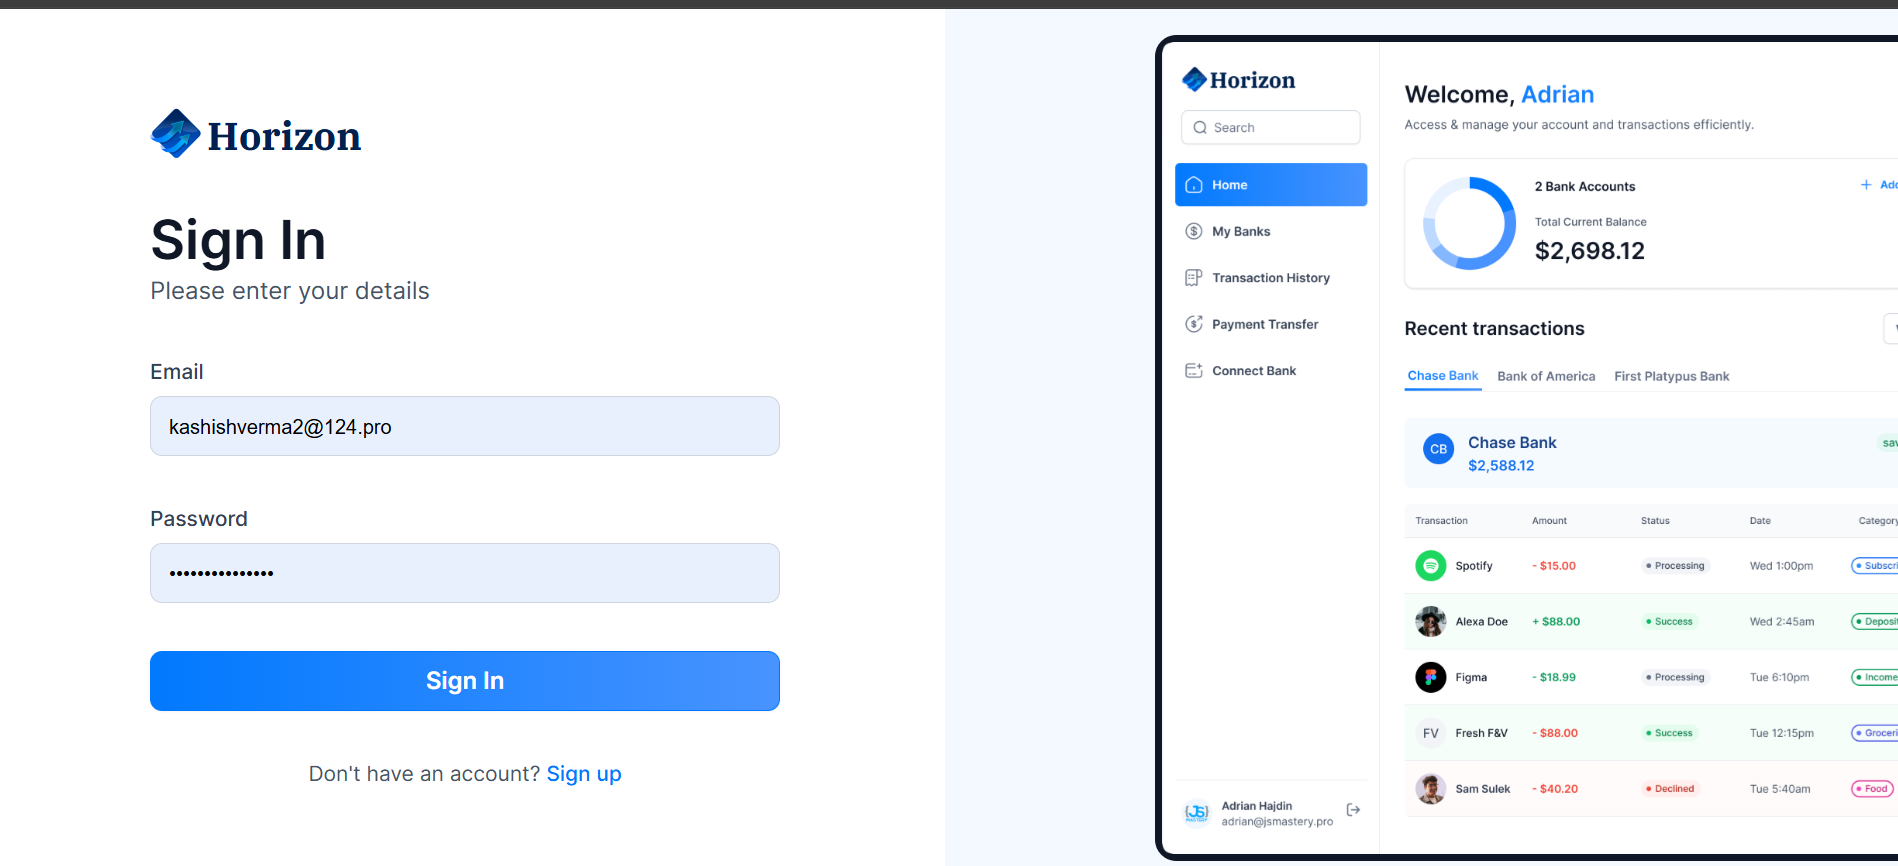 Horizon
Sign In
Please enter your details
Email
kashishverma2@124.pro
Password
•••••••••••••••
Sign In
Don't have an account? Sign up
Horizon
Search
Home
My Banks
Transaction History
Payment Transfer
Connect Bank
Adrian Hajdin
adrian@jsmastery.pro
Welcome, Adrian
Access & manage your account and transactions efficiently.
2 Bank Accounts
Total Current Balance
$2,698.12
Recent transactions
Chase Bank Bank of America First Platypus Bank
CB Chase Bank
$2,588.12
Transaction Amount Status Date Category
Spotify - $15.00 Processing Wed 1:00pm
Alexa Doe + $88.00 Success Wed 2:45am
Figma - $18.99 Processing Tue 6:10pm Income
FV Fresh F&V - $88.00 Success Tue 12:15pm
Sam Sulek - $40.20 Declined Tue 5:40am Food